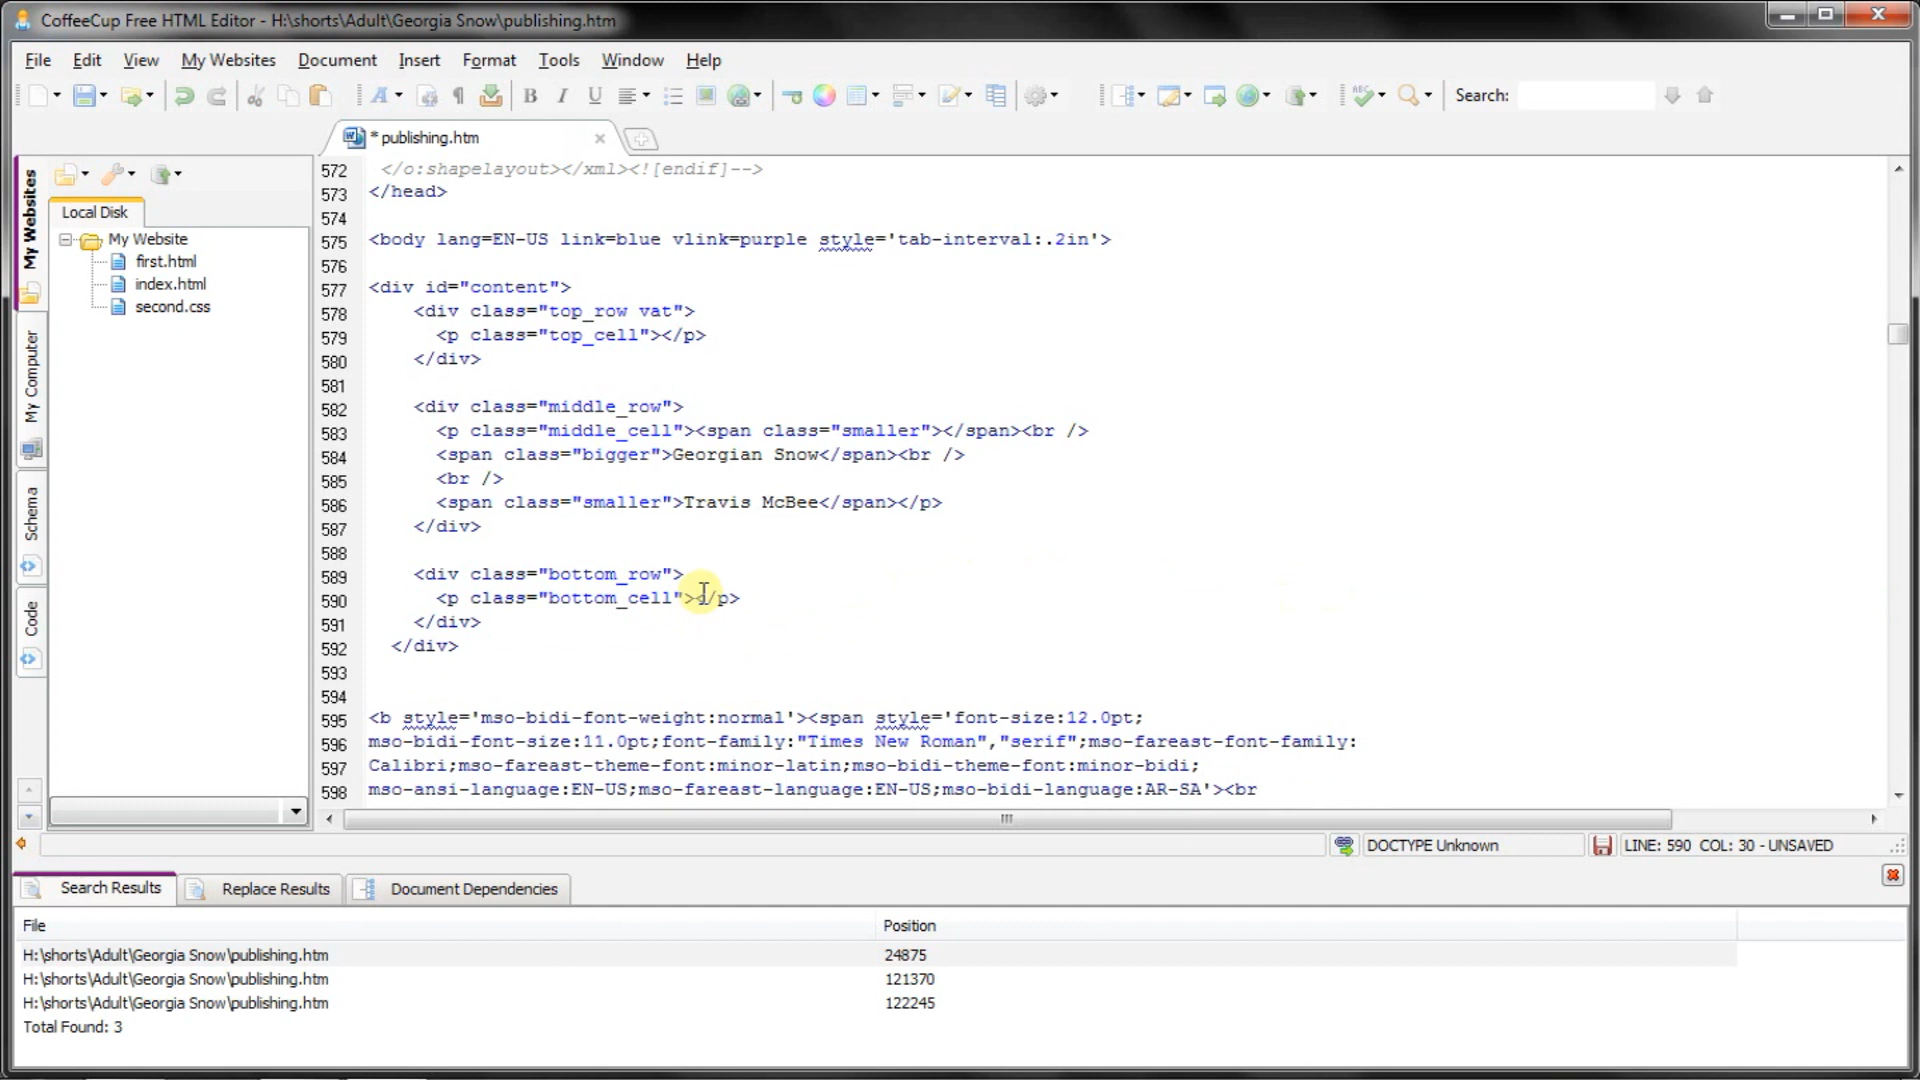 CoffeeCup Free HTML Editor - H:\shorts\Adult\Georgia Snow\publishing.htm
File Edit View My Websites Document Insert Format Tools Window Help
Search:
* publishing.htm
My Websites
My Computer
Schema
Code
Local Disk
My Website
first.html
index.html
second.css
572 </o:shapelayout></xml><![endif]-->
573 </head>
574
575 <body lang=EN-US link=blue vlink=purple style='tab-interval:.2in'>
576
577 <div id="content">
578 <div class="top_row vat">
579 <p class="top_cell"></p>
580 </div>
581
582 <div class="middle_row">
583 <p class="middle_cell"><span class="smaller"></span><br />
584 <span class="bigger">Georgian Snow</span><br />
585 <br />
586 <span class="smaller">Travis McBee</span></p>
587 </div>
588
589 <div class="bottom_row">
590 <p class="bottom_cell"></p>
591 </div>
592 </div>
593
594
595 <b style='mso-bidi-font-weight:normal'><span style='font-size:12.0pt;
596 mso-bidi-font-size:11.0pt;font-family:"Times New Roman","serif";mso-fareast-font-family:
597 Calibri;mso-fareast-theme-font:minor-latin;mso-bidi-theme-font:minor-bidi;
598 mso-ansi-language:EN-US;mso-fareast-language:EN-US;mso-bidi-language:AR-SA'><br
DOCTYPE Unknown LINE: 590 COL: 30 - UNSAVED
Search Results Replace Results Document Dependencies
File Position
H:\shorts\Adult\Georgia Snow\publishing.htm 24875
H:\shorts\Adult\Georgia Snow\publishing.htm 121370
H:\shorts\Adult\Georgia Snow\publishing.htm 122245
Total Found: 3